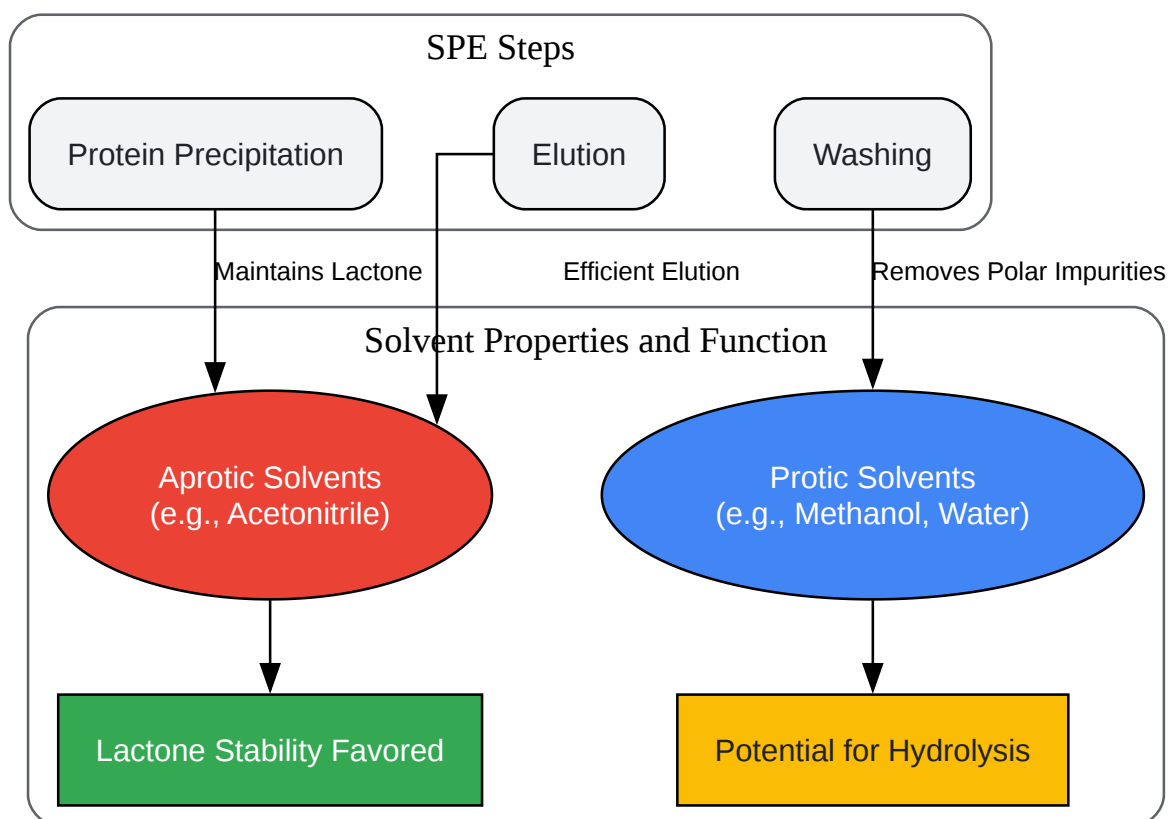 SPE Steps
Protein Precipitation
Elution
Washing
Maintains Lactone
Efficient Elution
Removes Polar Impurities
Solvent Properties and Function
Aprotic Solvents
(e.g., Acetonitrile)
Protic Solvents
(e.g., Methanol, Water)
Lactone Stability Favored
Potential for Hydrolysis